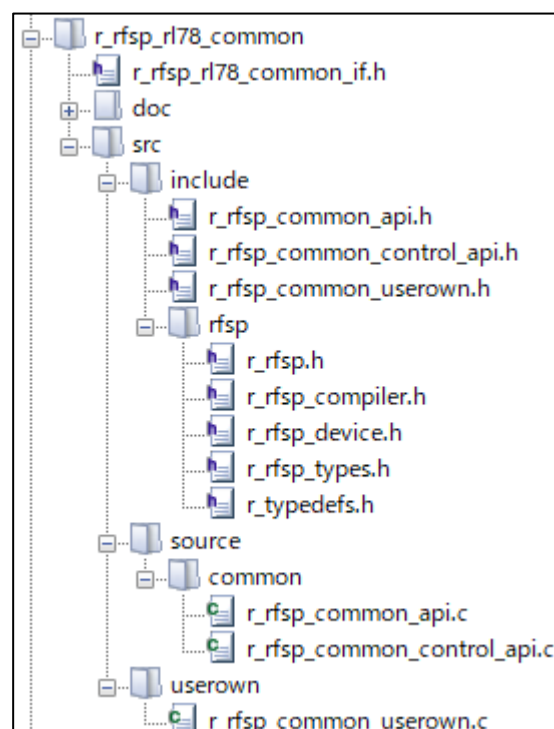 r_rfsp_rl78_common
r_rfsp_rl78_common_if.h
doc
src
include
r_rfsp_common_api.h
r_rfsp_common_control_api.h
r_rfsp_common_userown.h
rfsp
r_rfsp.h
r_rfsp_compiler.h
r_rfsp_device.h
r_rfsp_types.h
r_typedefs.h
source
common
r_rfsp_common_api.c
r_rfsp_common_control_api.c
userown
r_rfsp_common_userown.c